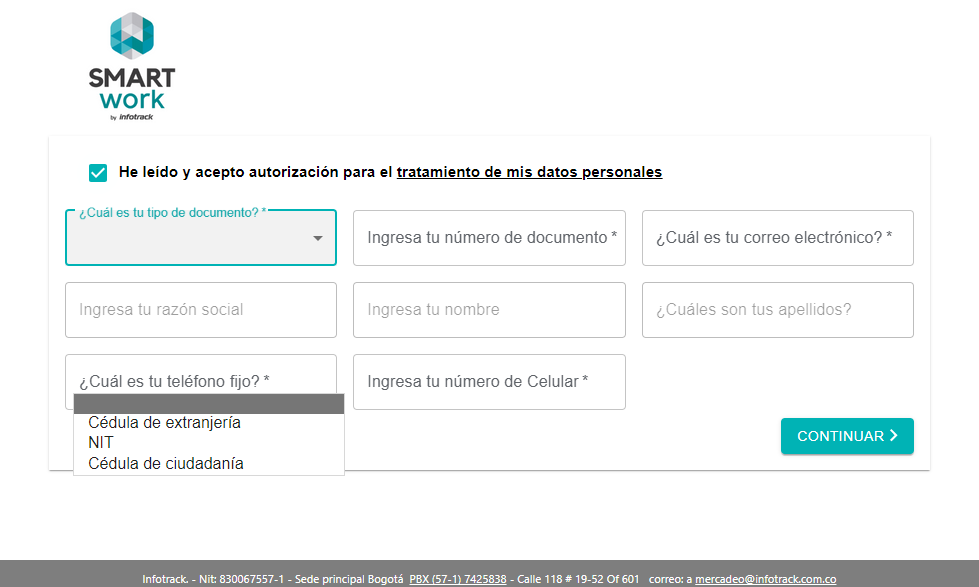 SMART
work
by infotrack
He leído y acepto autorización para el tratamiento de mis datos personales
¿Cuál es tu tipo de documento? *
Ingresa tu número de documento *
¿Cuál es tu correo electrónico? *
Ingresa tu razón social
Ingresa tu nombre
¿Cuáles son tus apellidos?
¿Cuál es tu teléfono fijo? *
Ingresa tu número de Celular *
Cédula de extranjería
NIT
Cédula de ciudadanía
CONTINUAR
Infotrack. - Nit: 830067557-1 - Sede principal Bogotá PBX (57-1) 7425838 - Calle 118 # 19-52 Of 601 correo: a mercadeo@infotrack.com.co